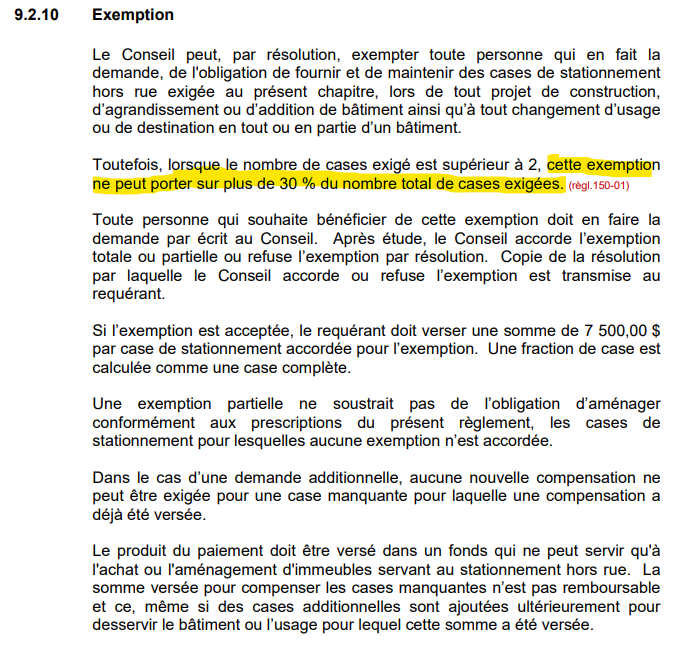 9.2.10 Exemption
Le Conseil peut, par résolution, exempter toute personne qui en fait la
demande, de l'obligation de fournir et de maintenir des cases de stationnement
hors rue exigée au présent chapitre, lors de tout projet de construction,
d’agrandissement ou d’addition de bâtiment ainsi qu’à tout changement d’usage
ou de destination en tout ou en partie d’un bâtiment.
Toutefois, lorsque le nombre de cases exigé est supérieur à 2, cette exemption
ne peut porter sur plus de 30 % du nombre total de cases exigées. (règl.150-01)
Toute personne qui souhaite bénéficier de cette exemption doit en faire la
demande par écrit au Conseil. Après étude, le Conseil accorde l’exemption
totale ou partielle ou refuse l’exemption par résolution. Copie de la résolution
par laquelle le Conseil accorde ou refuse l’exemption est transmise au
requérant.
Si l’exemption est acceptée, le requérant doit verser une somme de 7 500,00 $
par case de stationnement accordée pour l’exemption. Une fraction de case est
calculée comme une case complète.
Une exemption partielle ne soustrait pas de l’obligation d’aménager
conformément aux prescriptions du présent règlement, les cases de
stationnement pour lesquelles aucune exemption n’est accordée.
Dans le cas d’une demande additionnelle, aucune nouvelle compensation ne
peut être exigée pour une case manquante pour laquelle une compensation a
déjà été versée.
Le produit du paiement doit être versé dans un fonds qui ne peut servir qu'à
l'achat ou l'aménagement d'immeubles servant au stationnement hors rue. La
somme versée pour compenser les cases manquantes n’est pas remboursable
et ce, même si des cases additionnelles sont ajoutées ultérieurement pour
desservir le bâtiment ou l’usage pour lequel cette somme a été versée.